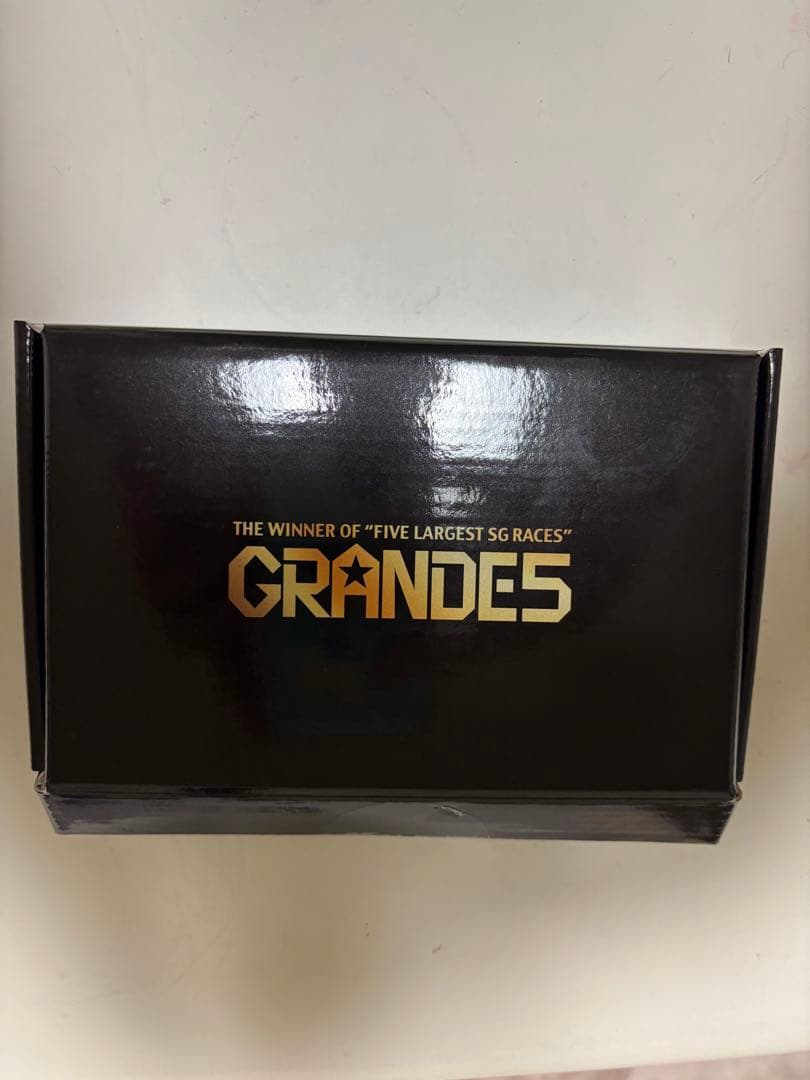 THE WINNER OF "FIVE LARGEST SG RACES"
GRANDE5